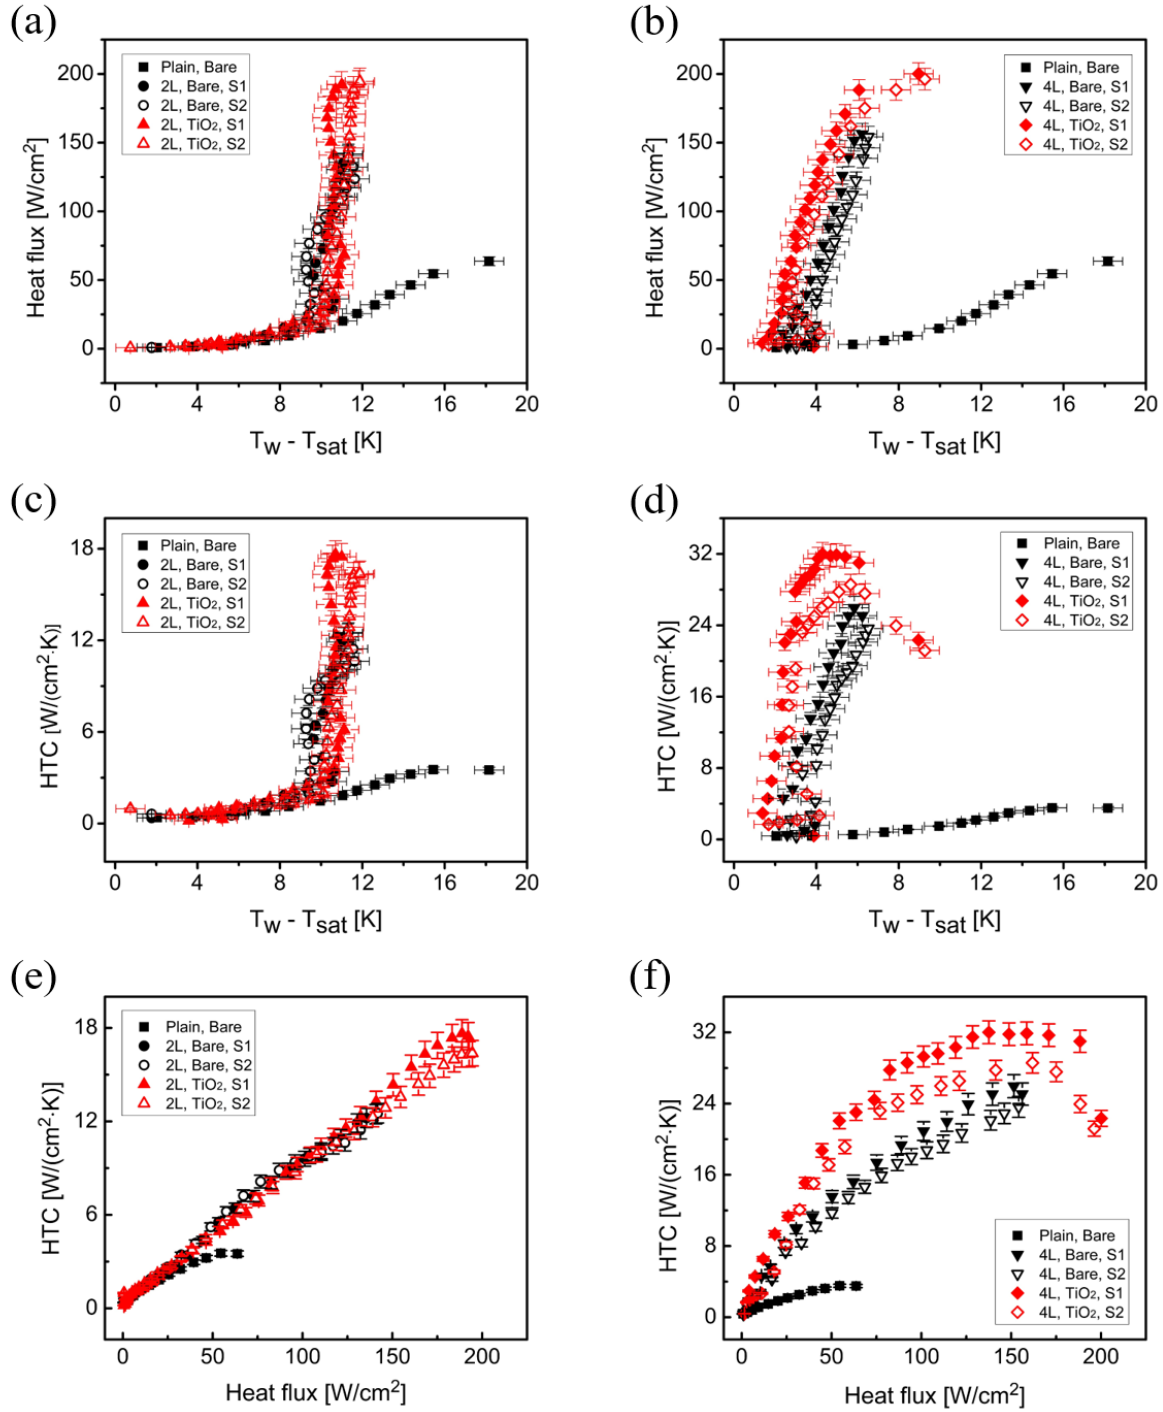 (a)
Heat flux [W/cm²]
200
150
100
50
0
Plain, Bare
2L, Bare, S1
2L, Bare, S2
2L, TiO₂, S1
2L, TiO₂, S2
0 4 8 12 16 20
T_w - T_sat [K]
(b)
Heat flux [W/cm²]
200
150
100
50
0
Plain, Bare
4L, Bare, S1
4L, Bare, S2
4L, TiO₂, S1
4L, TiO₂, S2
0 4 8 12 16 20
T_w - T_sat [K]
(c)
HTC [W/(cm²·K)]
18
12
6
0
Plain, Bare
2L, Bare, S1
2L, Bare, S2
2L, TiO₂, S1
2L, TiO₂, S2
0 4 8 12 16 20
T_w - T_sat [K]
(d)
HTC [W/(cm²·K)]
32
24
16
8
0
Plain, Bare
4L, Bare, S1
4L, Bare, S2
4L, TiO₂, S1
4L, TiO₂, S2
0 4 8 12 16 20
T_w - T_sat [K]
(e)
HTC [W/(cm²·K)]
18
12
6
0
Plain, Bare
2L, Bare, S1
2L, Bare, S2
2L, TiO₂, S1
2L, TiO₂, S2
0 50 100 150 200
Heat flux [W/cm²]
(f)
HTC [W/(cm²·K)]
32
24
16
8
0
Plain, Bare
4L, Bare, S1
4L, Bare, S2
4L, TiO₂, S1
4L, TiO₂, S2
0 50 100 150 200
Heat flux [W/cm²]